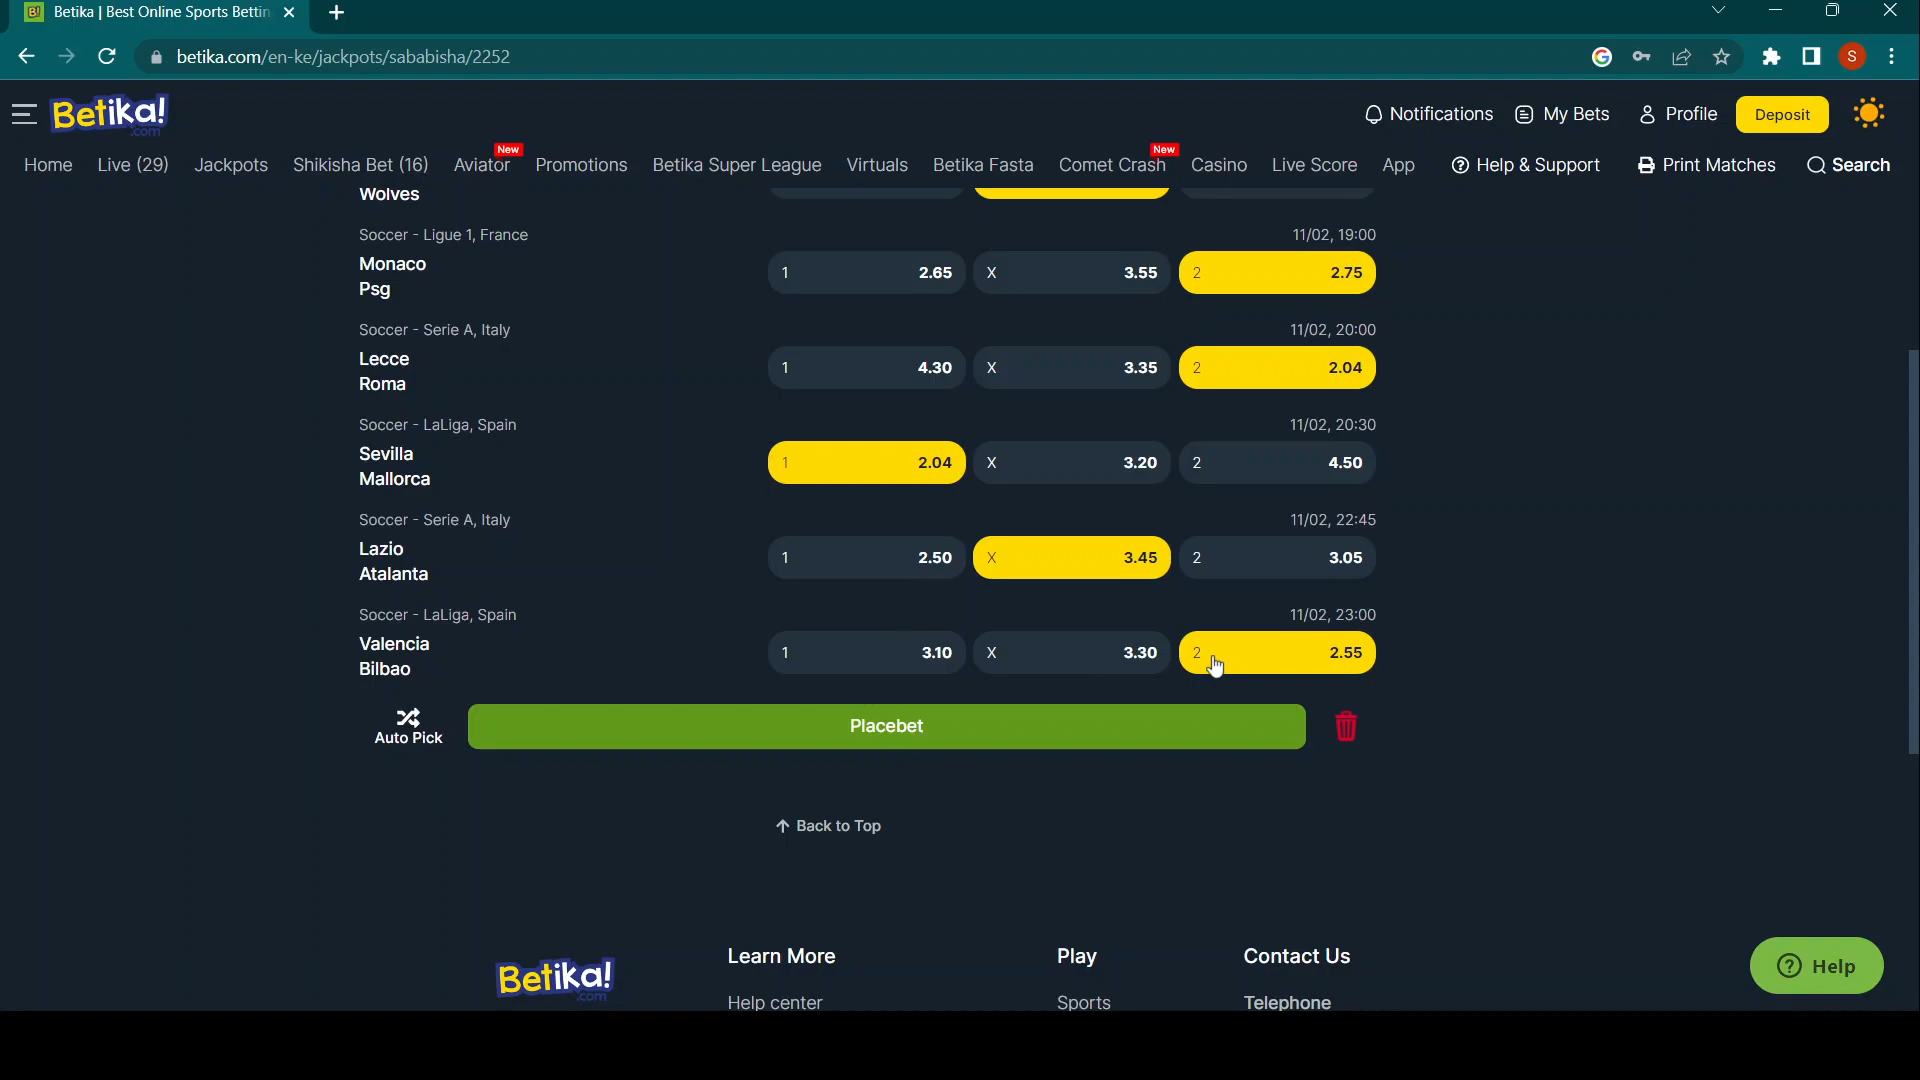 B! Betika | Best Online Sports Bettin
betika.com/en-ke/jackpots/sababisha/2252
G
S
Betika!
.com
Notifications
My Bets
Profile
Deposit
Home
Live (29)
Jackpots
Shikisha Bet (16)
Aviator
New
Promotions
Betika Super League
Virtuals
Betika Fasta
Comet Crash
New
Casino
Live Score
App
Help & Support
Print Matches
Search
Wolves
Soccer - Ligue 1, France 11/02, 19:00
Monaco
Psg
1 2.65 X 3.55 2 2.75
Soccer - Serie A, Italy 11/02, 20:00
Lecce
Roma
1 4.30 X 3.35 2 2.04
Soccer - LaLiga, Spain 11/02, 20:30
Sevilla
Mallorca
1 2.04 X 3.20 2 4.50
Soccer - Serie A, Italy 11/02, 22:45
Lazio
Atalanta
1 2.50 X 3.45 2 3.05
Soccer - LaLiga, Spain 11/02, 23:00
Valencia
Bilbao
1 3.10 X 3.30 2 2.55
Auto Pick
Placebet
Back to Top
Betika!
.com
Learn More
Help center
Play
Sports
Contact Us
Telephone
? Help